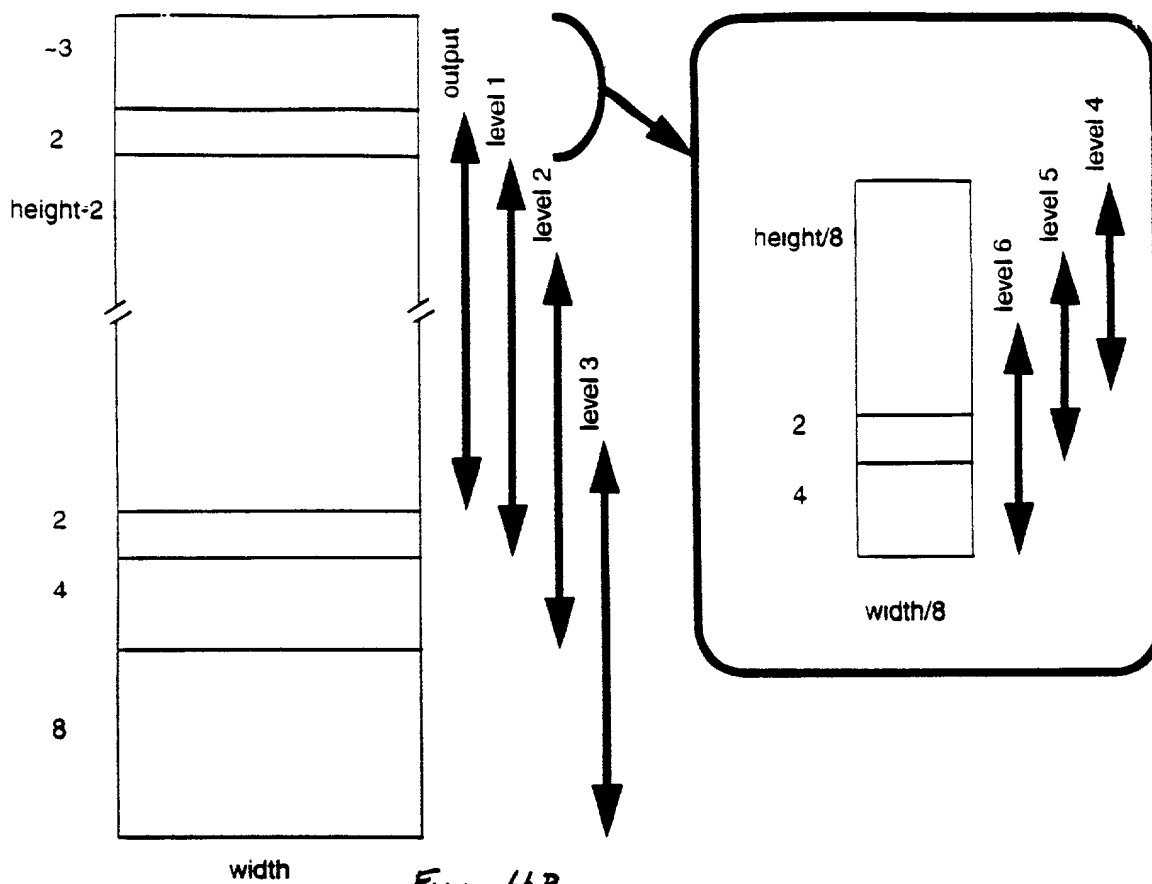 ~3
2
height-2
2
4
8
width
output
level 1
level 2
level 3
height/8
2
4
width/8
level 6
level 5
level 4